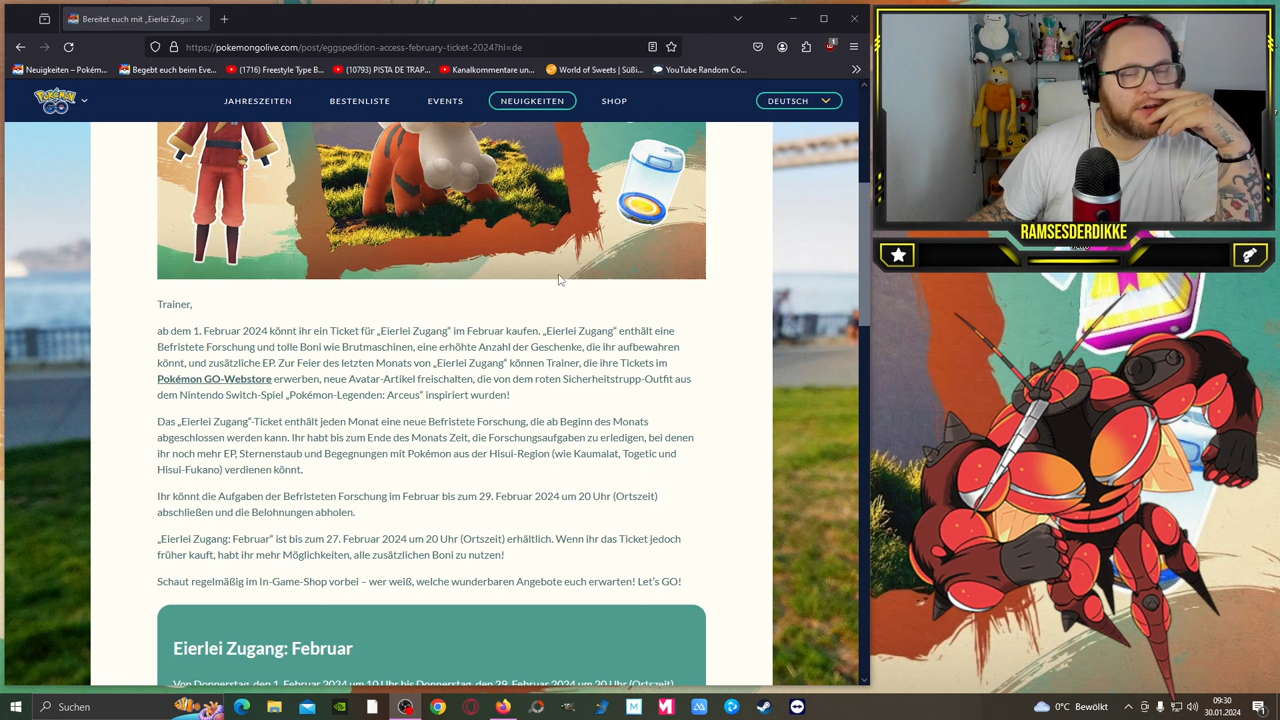 Bereitet euch mit „Eierlei Zugan
https://pokemongolive.com/post/eggspedition-access-february-ticket-2024?hl=de
1
Neuigkeiten – Pokém...
Begebt euch beim Eve...
(1716) Freestyle Type B...
(10793) PISTA DE TRAP...
Kanalkommentare un...
World of Sweets | Süßi...
YouTube Random Co...
JAHRESZEITEN
BESTENLISTE
EVENTS
NEUIGKEITEN
SHOP
DEUTSCH
Trainer,
ab dem 1. Februar 2024 könnt ihr ein Ticket für „Eierlei Zugang“ im Februar kaufen. „Eierlei Zugang“ enthält eine
Befristete Forschung und tolle Boni wie Brutmaschinen, eine erhöhte Anzahl der Geschenke, die ihr aufbewahren
könnt, und zusätzliche EP. Zur Feier des letzten Monats von „Eierlei Zugang“ können Trainer, die ihre Tickets im
Pokémon GO-Webstore erwerben, neue Avatar-Artikel freischalten, die von dem roten Sicherheitstrupp-Outfit aus
dem Nintendo Switch-Spiel „Pokémon-Legenden: Arceus“ inspiriert wurden!
Das „Eierlei Zugang“-Ticket enthält jeden Monat eine neue Befristete Forschung, die ab Beginn des Monats
abgeschlossen werden kann. Ihr habt bis zum Ende des Monats Zeit, die Forschungsaufgaben zu erledigen, bei denen
ihr noch mehr EP, Sternenstaub und Begegnungen mit Pokémon aus der Hisui-Region (wie Kaumalat, Togetic und
Hisui-Fukano) verdienen könnt.
Ihr könnt die Aufgaben der Befristeten Forschung im Februar bis zum 29. Februar 2024 um 20 Uhr (Ortszeit)
abschließen und die Belohnungen abholen.
„Eierlei Zugang: Februar“ ist bis zum 27. Februar 2024 um 20 Uhr (Ortszeit) erhältlich. Wenn ihr das Ticket jedoch
früher kauft, habt ihr mehr Möglichkeiten, alle zusätzlichen Boni zu nutzen!
Schaut regelmäßig im In-Game-Shop vorbei – wer weiß, welche wunderbaren Angebote euch erwarten! Let’s GO!
Eierlei Zugang: Februar
Von Donnerstag, den 1. Februar 2024 um 10 Uhr bis Donnerstag, den 29. Februar 2024 um 20 Uhr (Ortszeit)
RAMSESDERDIKKE
Suchen
0°C Bewölkt
09:30
30.01.2024